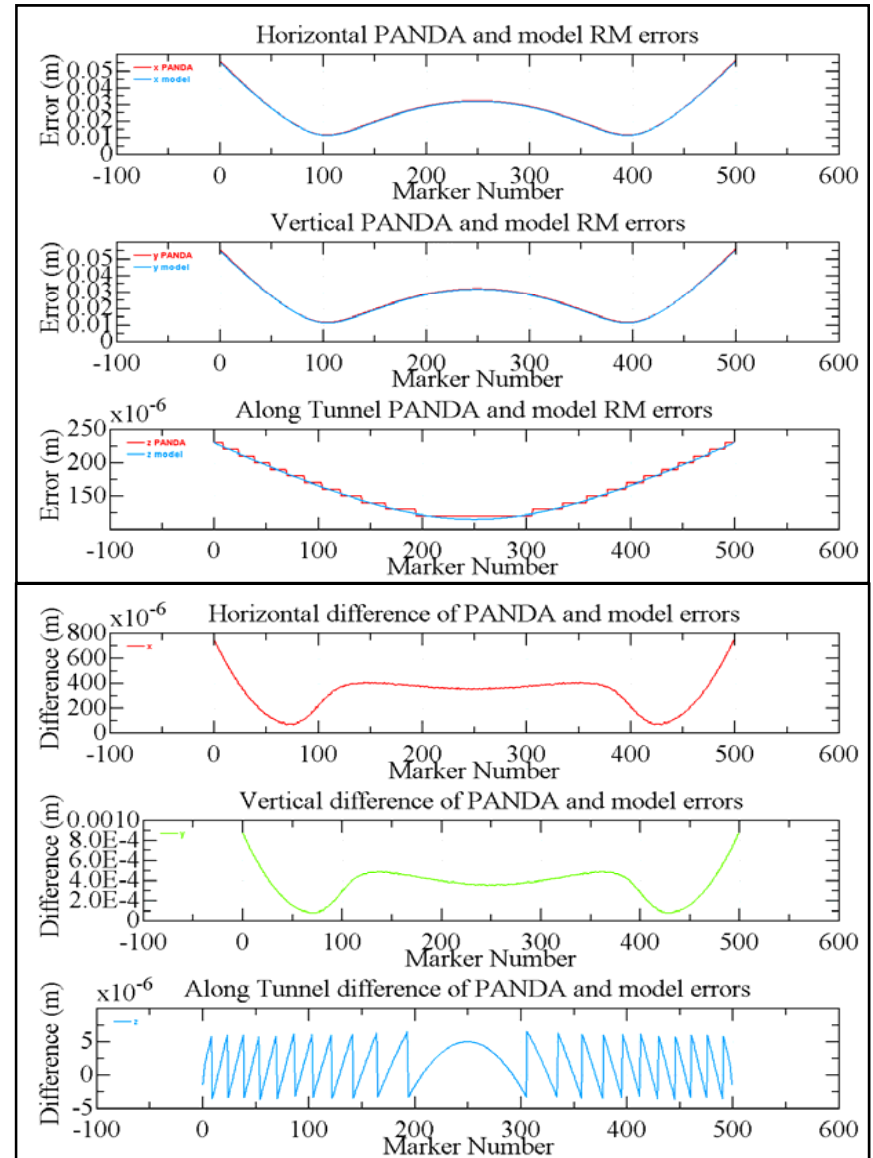 Horizontal PANDA and model RM errors
Error (m)
0.05
0.03
0.02
0.01
0
x PANDA
x model
-100 0 100 200 300 400 500 600
Marker Number
Vertical PANDA and model RM errors
Error (m)
0.05
0.03
0.02
0.01
0
y PANDA
y model
-100 0 100 200 300 400 500 600
Marker Number
Along Tunnel PANDA and model RM errors
x10-6
Error (m)
250
200
150
z PANDA
z model
-100 0 100 200 300 400 500 600
Marker Number
Horizontal difference of PANDA and model errors
x10-6
Difference (m)
800
600
400
200
0
x
-100 0 100 200 300 400 500 600
Marker Number
Vertical difference of PANDA and model errors
Difference (m)
0.0010
8.0E-4
6.0E-4
4.0E-4
2.0E-4
0
y
-100 0 100 200 300 400 500 600
Marker Number
Along Tunnel difference of PANDA and model errors
x10-6
Difference (m)
5
0
-5
z
-100 0 100 200 300 400 500 600
Marker Number